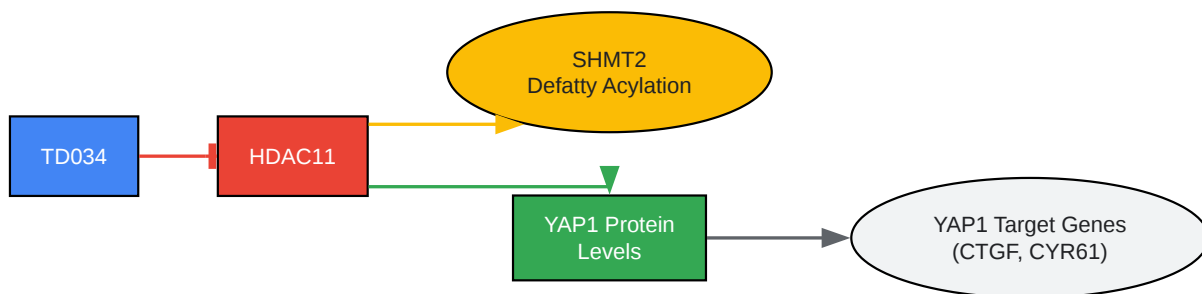 SHMT2
Defatty Acylation
TD034
HDAC11
YAP1 Protein
Levels
YAP1 Target Genes
(CTGF, CYR61)